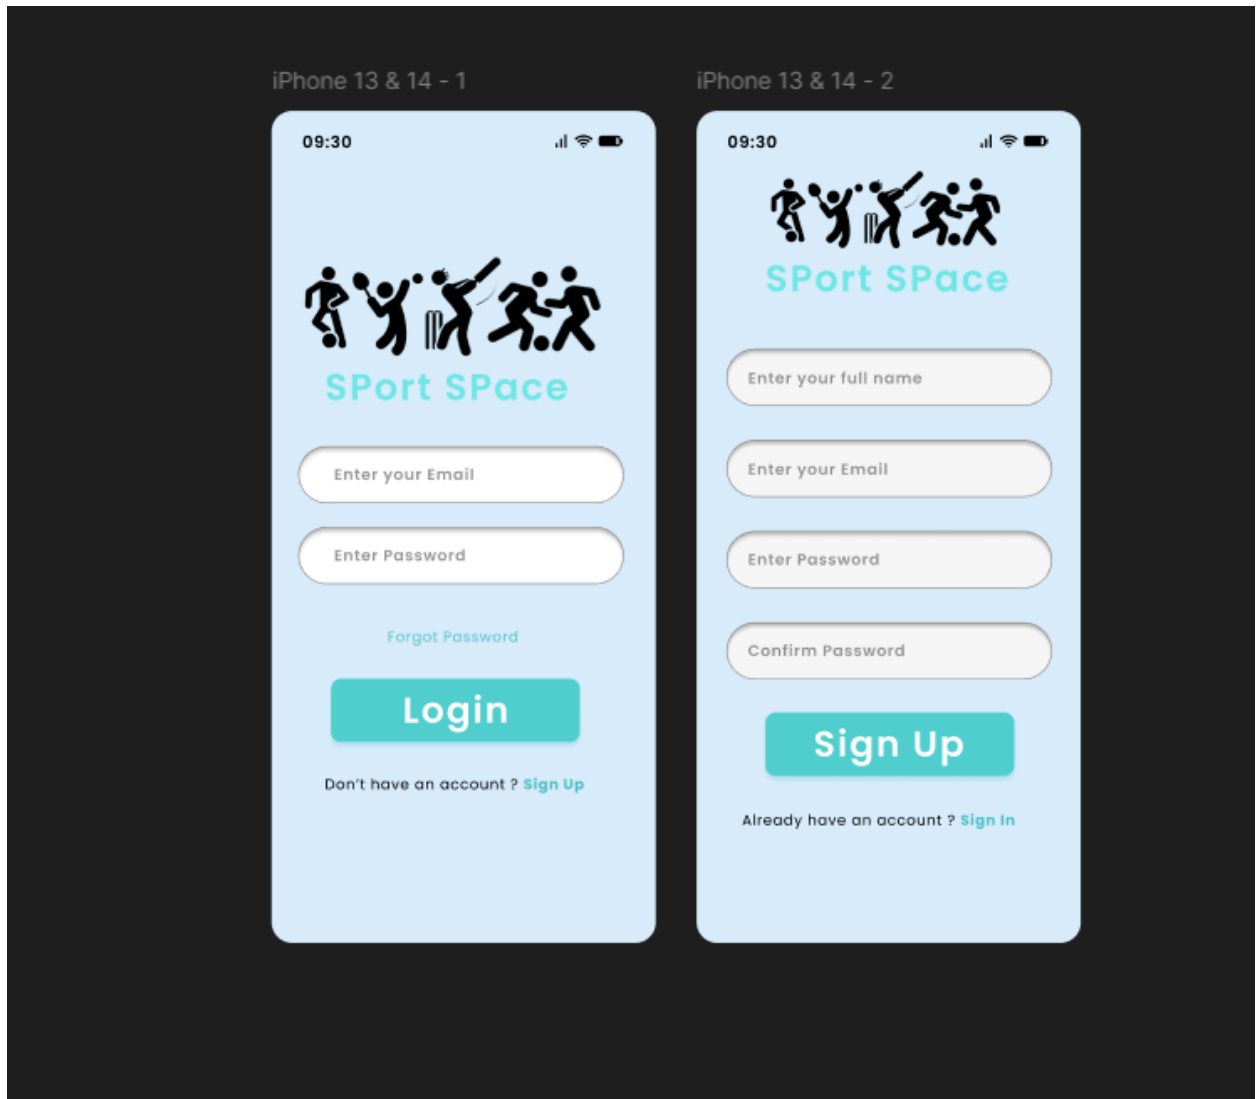 iPhone 13 & 14 - 1
09:30
SPort SPace
Enter your Email
Enter Password
Forgot Password
Login
Don't have an account ? Sign Up
iPhone 13 & 14 - 2
09:30
SPort SPace
Enter your full name
Enter your Email
Enter Password
Confirm Password
Sign Up
Already have an account ? Sign In